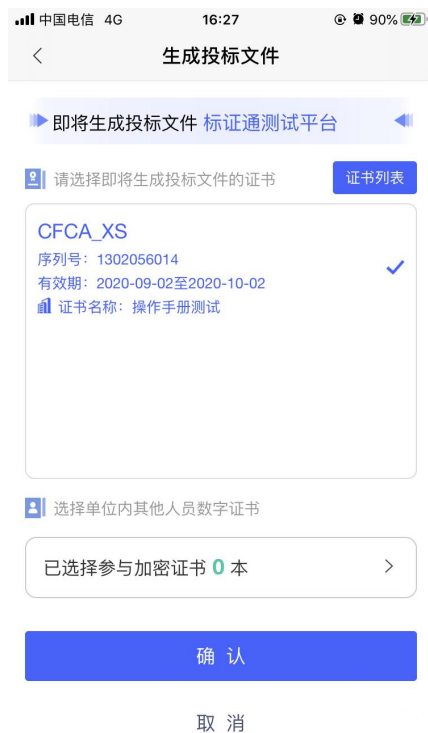 中国电信 4G 16:27 90%
生成投标文件
即将生成投标文件 标证通测试平台
请选择即将生成投标文件的证书 证书列表
CFCA_XS
序列号：1302056014
有效期：2020-09-02至2020-10-02
证书名称：操作手册测试
选择单位内其他人员数字证书
已选择参与加密证书 0 本
确 认
取 消